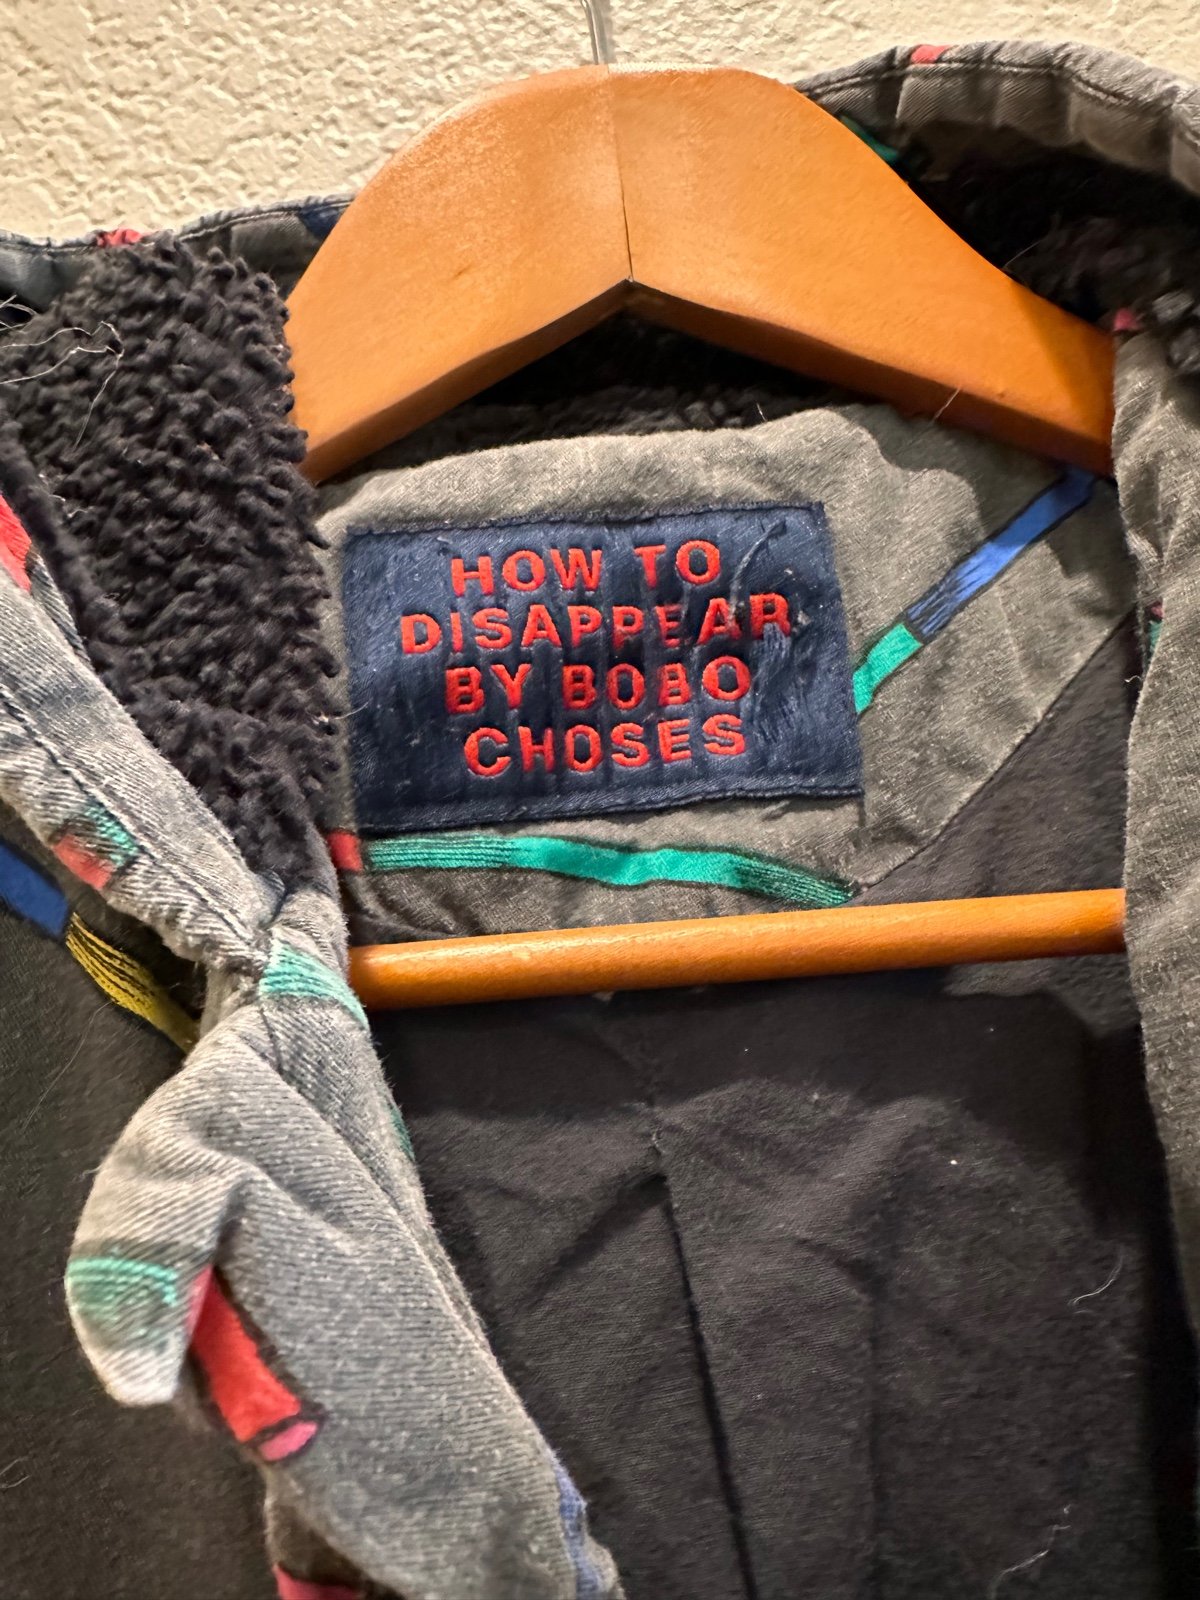 HOW TO
DISAPPEAR
BY BOBO
CHOSES